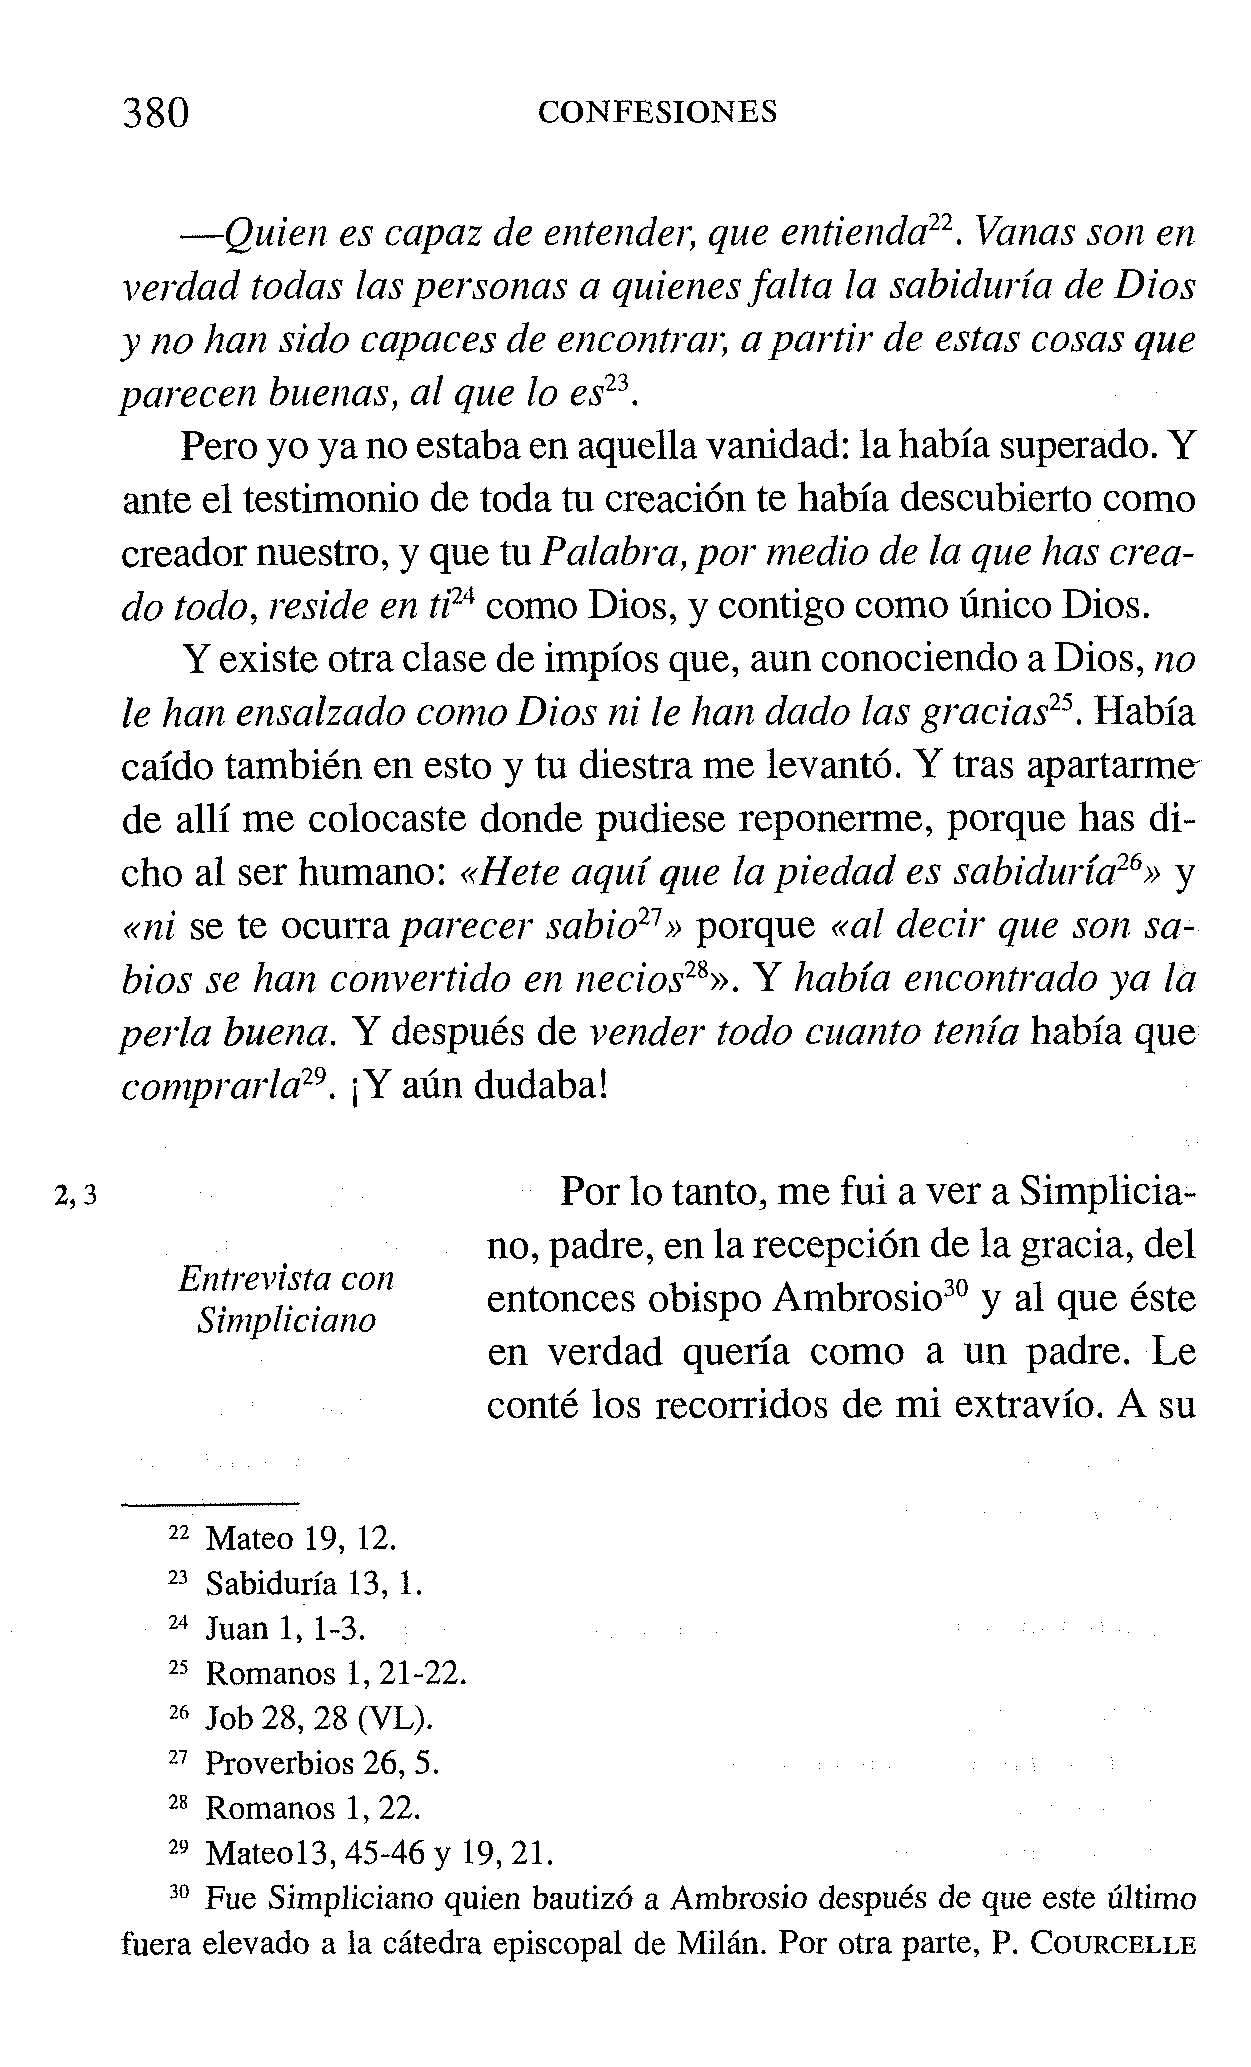 380 CONFESIONES
—Quien es capaz de entender, que entienda²². Vanas son en
verdad todas las personas a quienes falta la sabiduría de Dios
y no han sido capaces de encontrar, a partir de estas cosas que
parecen buenas, al que lo es²³.
Pero yo ya no estaba en aquella vanidad: la había superado. Y
ante el testimonio de toda tu creación te había descubierto como
creador nuestro, y que tu Palabra, por medio de la que has crea-
do todo, reside en ti²⁴ como Dios, y contigo como único Dios.
Y existe otra clase de impíos que, aun conociendo a Dios, no
le han ensalzado como Dios ni le han dado las gracias²⁵. Había
caído también en esto y tu diestra me levantó. Y tras apartarme
de allí me colocaste donde pudiese reponerme, porque has di-
cho al ser humano: «Hete aquí que la piedad es sabiduría²⁶» y
«ni se te ocurra parecer sabio²⁷» porque «al decir que son sa-
bios se han convertido en necios²⁸». Y había encontrado ya la
perla buena. Y después de vender todo cuanto tenía había que
comprarla²⁹. ¡Y aún dudaba!
2, 3
Entrevista con
Simpliciano
Por lo tanto, me fui a ver a Simplicia-
no, padre, en la recepción de la gracia, del
entonces obispo Ambrosio³⁰ y al que éste
en verdad quería como a un padre. Le
conté los recorridos de mi extravío. A su
²² Mateo 19, 12.
²³ Sabiduría 13, 1.
²⁴ Juan 1, 1-3.
²⁵ Romanos 1, 21-22.
²⁶ Job 28, 28 (VL).
²⁷ Proverbios 26, 5.
²⁸ Romanos 1, 22.
²⁹ Mateo13, 45-46 y 19, 21.
³⁰ Fue Simpliciano quien bautizó a Ambrosio después de que este último
fuera elevado a la cátedra episcopal de Milán. Por otra parte, P. COURCELLE